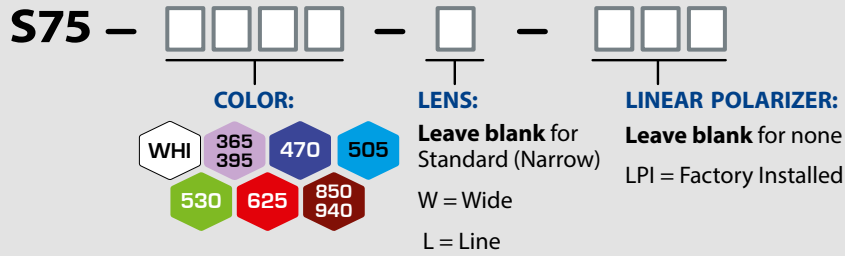 S75 – □□□□ – □ – □□□
COLOR:
WHI
365
395
470
505
530
625
850
940
LENS:
Leave blank for
Standard (Narrow)
W = Wide
L = Line
LINEAR POLARIZER:
Leave blank for none
LPI = Factory Installed